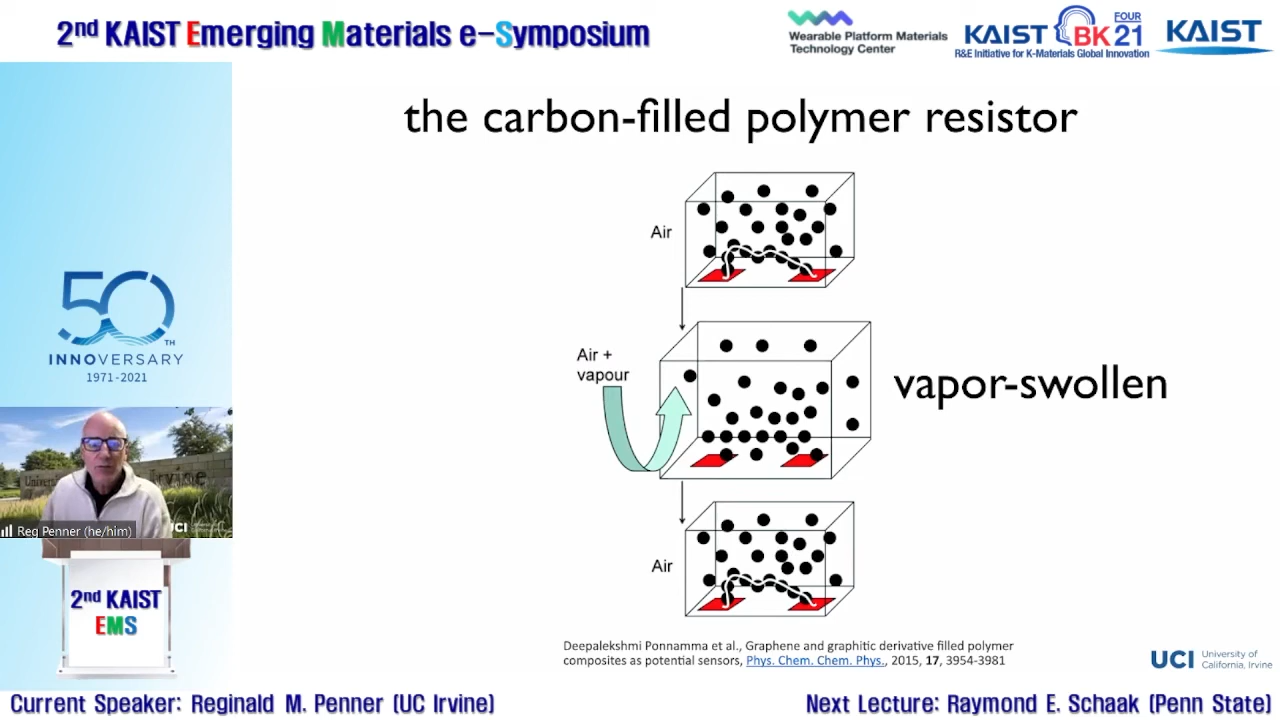 2nd KAIST Emerging Materials e-Symposium
Wearable Platform Materials
Technology Center
KAIST BK21 FOUR
R&E Initiative for K-Materials Global Innovation
KAIST
the carbon-filled polymer resistor
Air
Air +
vapour
vapor-swollen
Air
50 TH
INNOVERSARY
1971-2021
Reg Penner (he/him)
UCI
2nd KAIST
EMS
Deepalekshmi Ponnamma et al., Graphene and graphitic derivative filled polymer
composites as potential sensors, Phys. Chem. Chem. Phys., 2015, 17, 3954-3981
UCI University of
California, Irvine
Current Speaker: Reginald M. Penner (UC Irvine)
Next Lecture: Raymond E. Schaak (Penn State)